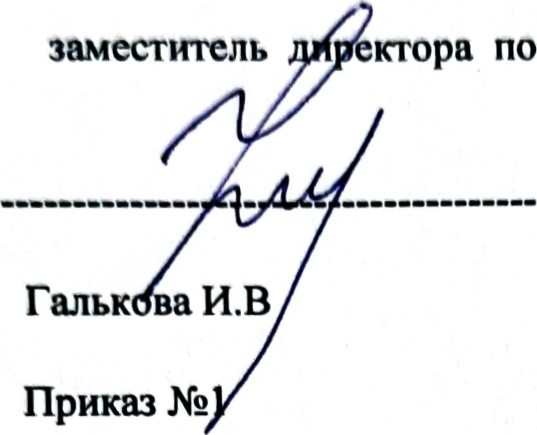 заместитель директора по
Галькова И.В
Приказ №1